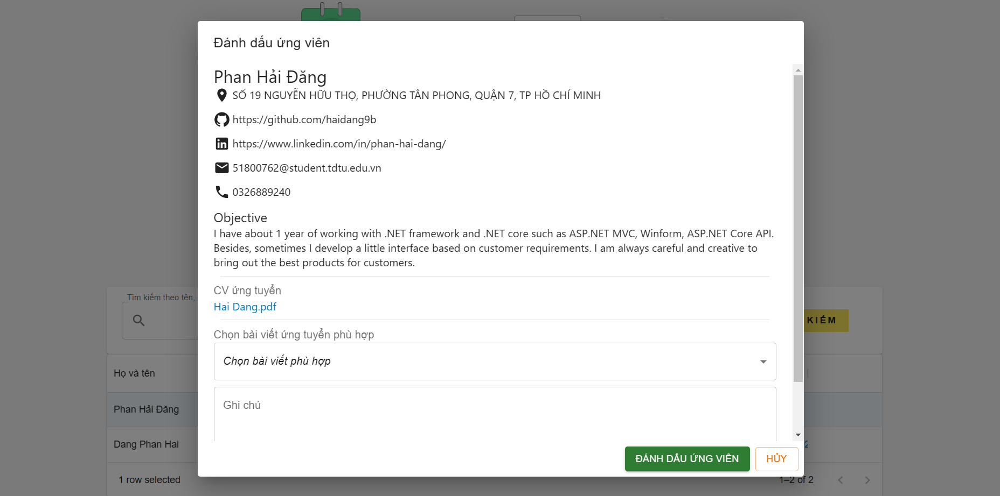 Đánh dấu ứng viên
Phan Hải Đăng
SỐ 19 NGUYỄN HỮU THỌ, PHƯỜNG TÂN PHONG, QUẬN 7, TP HỒ CHÍ MINH
https://github.com/haidang9b
https://www.linkedin.com/in/phan-hai-dang/
51800762@student.tdtu.edu.vn
0326889240
Objective
I have about 1 year of working with .NET framework and .NET core such as ASP.NET MVC, Winform, ASP.NET Core API.
Besides, sometimes I develop a little interface based on customer requirements. I am always careful and creative to
bring out the best products for customers.
CV ứng tuyển
Hai Dang.pdf
Chọn bài viết ứng tuyển phù hợp
Chọn bài viết phù hợp
Ghi chú
ĐÁNH DẤU ỨNG VIÊN
HỦY
Tìm kiếm theo tên,
KIẾM
Họ và tên
Phan Hải Đăng
Dang Phan Hai
1 row selected
1–2 of 2